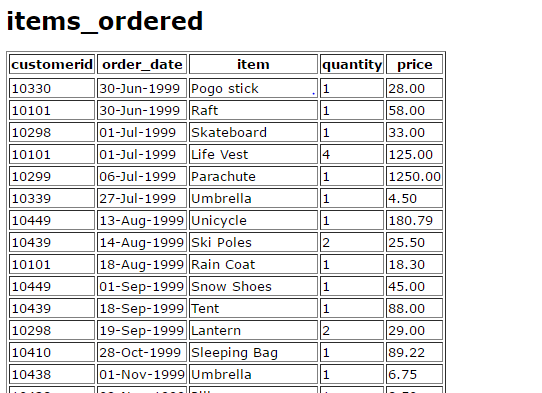 items_ordered
customerid order_date item quantity price
10330 30-Jun-1999 Pogo stick 1 28.00
10101 30-Jun-1999 Raft 1 58.00
10298 01-Jul-1999 Skateboard 1 33.00
10101 01-Jul-1999 Life Vest 4 125.00
10299 06-Jul-1999 Parachute 1 1250.00
10339 27-Jul-1999 Umbrella 1 4.50
10449 13-Aug-1999 Unicycle 1 180.79
10439 14-Aug-1999 Ski Poles 2 25.50
10101 18-Aug-1999 Rain Coat 1 18.30
10449 01-Sep-1999 Snow Shoes 1 45.00
10439 18-Sep-1999 Tent 1 88.00
10298 19-Sep-1999 Lantern 2 29.00
10410 28-Oct-1999 Sleeping Bag 1 89.22
10438 01-Nov-1999 Umbrella 1 6.75